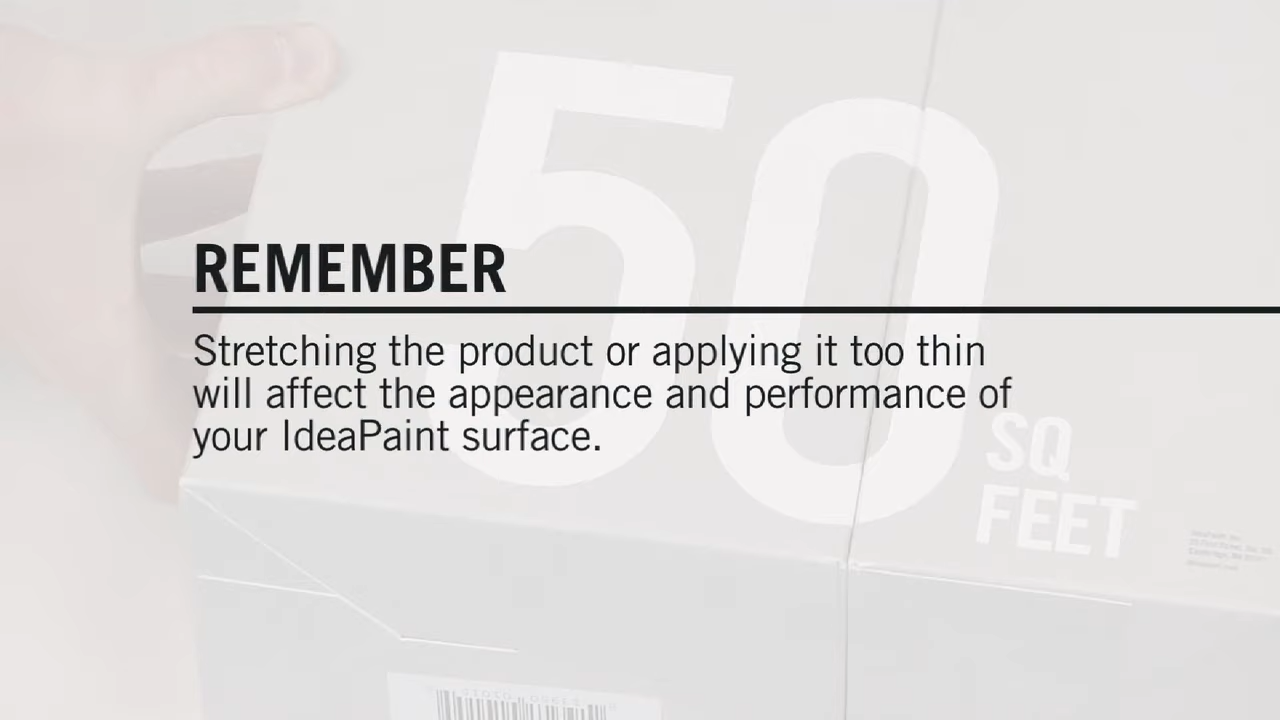 50
REMEMBER
Stretching the product or applying it too thin
will affect the appearance and performance of
your IdeaPaint surface.
SQ
FEET